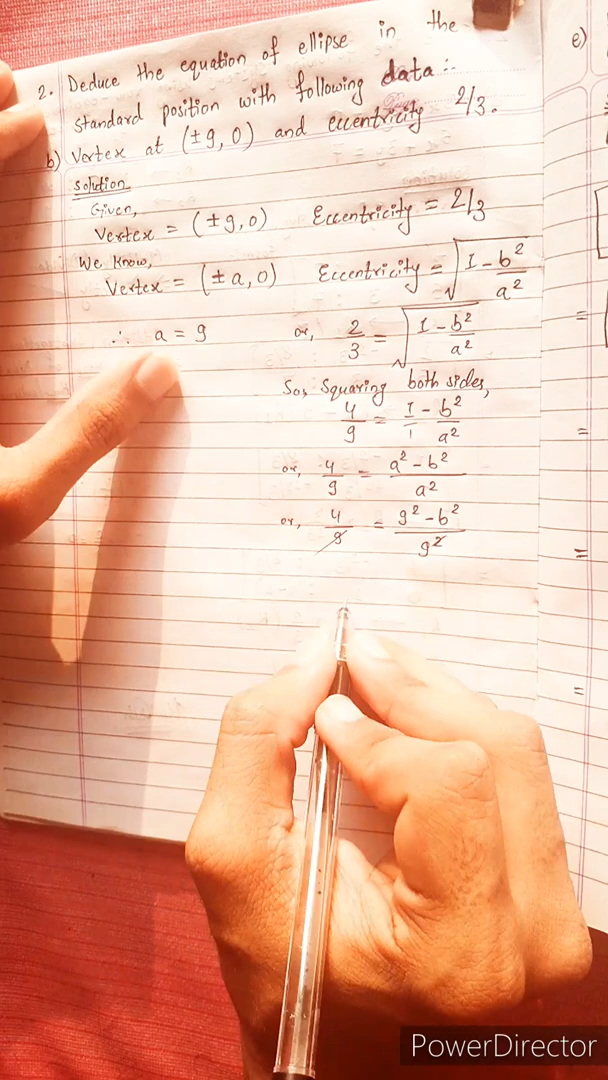 2. Deduce the equation of ellipse in the
standard position with following data :-
b) Vertex at (±9, 0) and eccentricity 2/3.
Solution
Given,
Vertex = (±9, 0) Eccentricity = 2/3
We know,
Vertex = (±a, 0) Eccentricity = √(1 - b²/a²)
∴ a = 9 or, 2/3 = √(1 - b²/a²)
So, Squaring both sides,
4/9 = 1/1 - b²/a²
or, 4/9 = a² - b²/a²
or, 4/9 = 9² - b²/9²
e)
=
=
=
=
PowerDirector